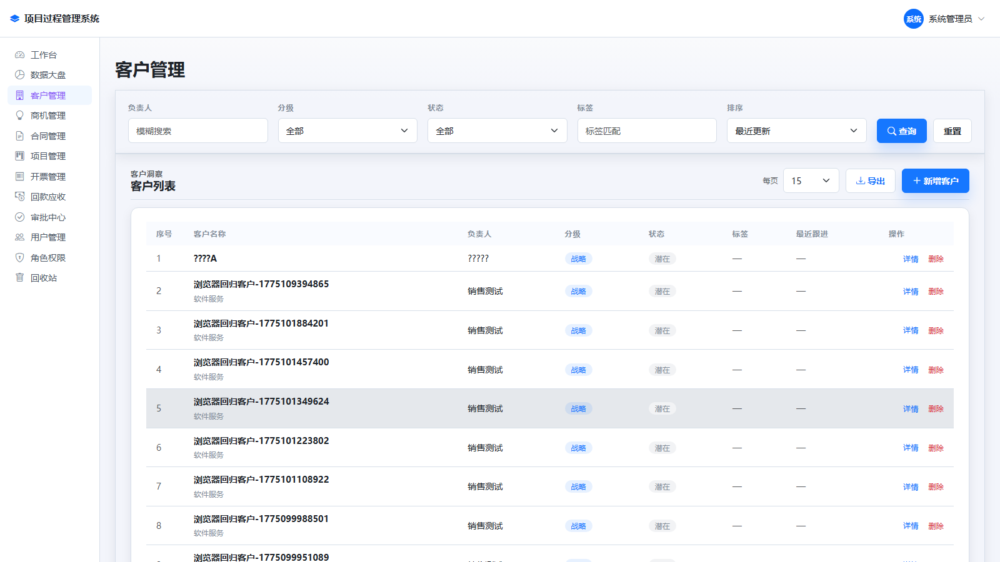 项目过程管理系统
系统 系统管理员
工作台
数据大盘
客户管理
商机管理
合同管理
项目管理
开票管理
回款应收
审批中心
用户管理
角色权限
回收站
客户管理
负责人 分级 状态 标签 排序
模糊搜索 全部 全部 标签匹配 最近更新 查询 重置
客户洞察
客户列表
每页 15 导出 新增客户
序号 客户名称 负责人 分级 状态 标签 最近跟进 操作
1 ????A ????? 战略 潜在 — — 详情 删除
2 浏览器回归客户-1775109394865 销售测试 战略 潜在 — — 详情 删除
软件服务
3 浏览器回归客户-1775101884201 销售测试 战略 潜在 — — 详情 删除
软件服务
4 浏览器回归客户-1775101457400 销售测试 战略 潜在 — — 详情 删除
软件服务
5 浏览器回归客户-1775101349624 销售测试 战略 潜在 — — 详情 删除
软件服务
6 浏览器回归客户-1775101223802 销售测试 战略 潜在 — — 详情 删除
软件服务
7 浏览器回归客户-1775101108922 销售测试 战略 潜在 — — 详情 删除
软件服务
8 浏览器回归客户-1775099988501 销售测试 战略 潜在 — — 详情 删除
软件服务
浏览器回归客户-1775099951089